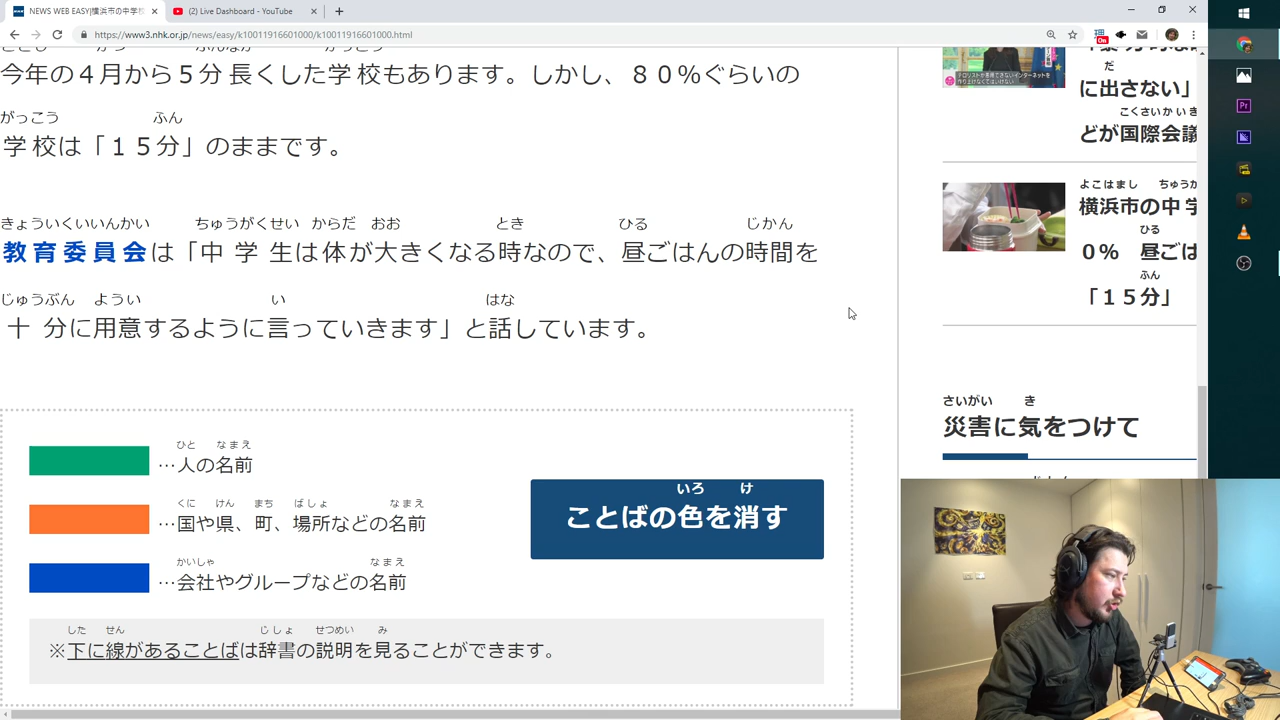 NEWS WEB EASY|横浜市の中学校
(2) Live Dashboard - YouTube
https://www3.nhk.or.jp/news/easy/k10011916601000/k10011916601000.html
On
今年の４月から５分長くした学校もあります。しかし、８０％ぐらいの
がっこう ふん
学校は「１５分」のままです。
きょういくいいんかい ちゅうがくせい からだ おお とき ひる じかん
教育委員会は「中学生は体が大きくなる時なので、昼ごはんの時間を
じゅうぶん ようい い はな
十分に用意するように言っていきます」と話しています。
ひと なまえ
…人の名前
くに けん まち ばしょ なまえ
…国や県、町、場所などの名前
かいしゃ なまえ
…会社やグループなどの名前
いろ け
ことばの色を消す
した せん じしょ せつめい み
※下に線があることばは辞書の説明を見ることができます。
だ
に出さない」
こくさいかいぎ
どが国際会議
よこはまし ちゅうが
横浜市の中学
ひる
０％ 昼ごは
ふん
「１５分」
さいがい き
災害に気をつけて
Pr